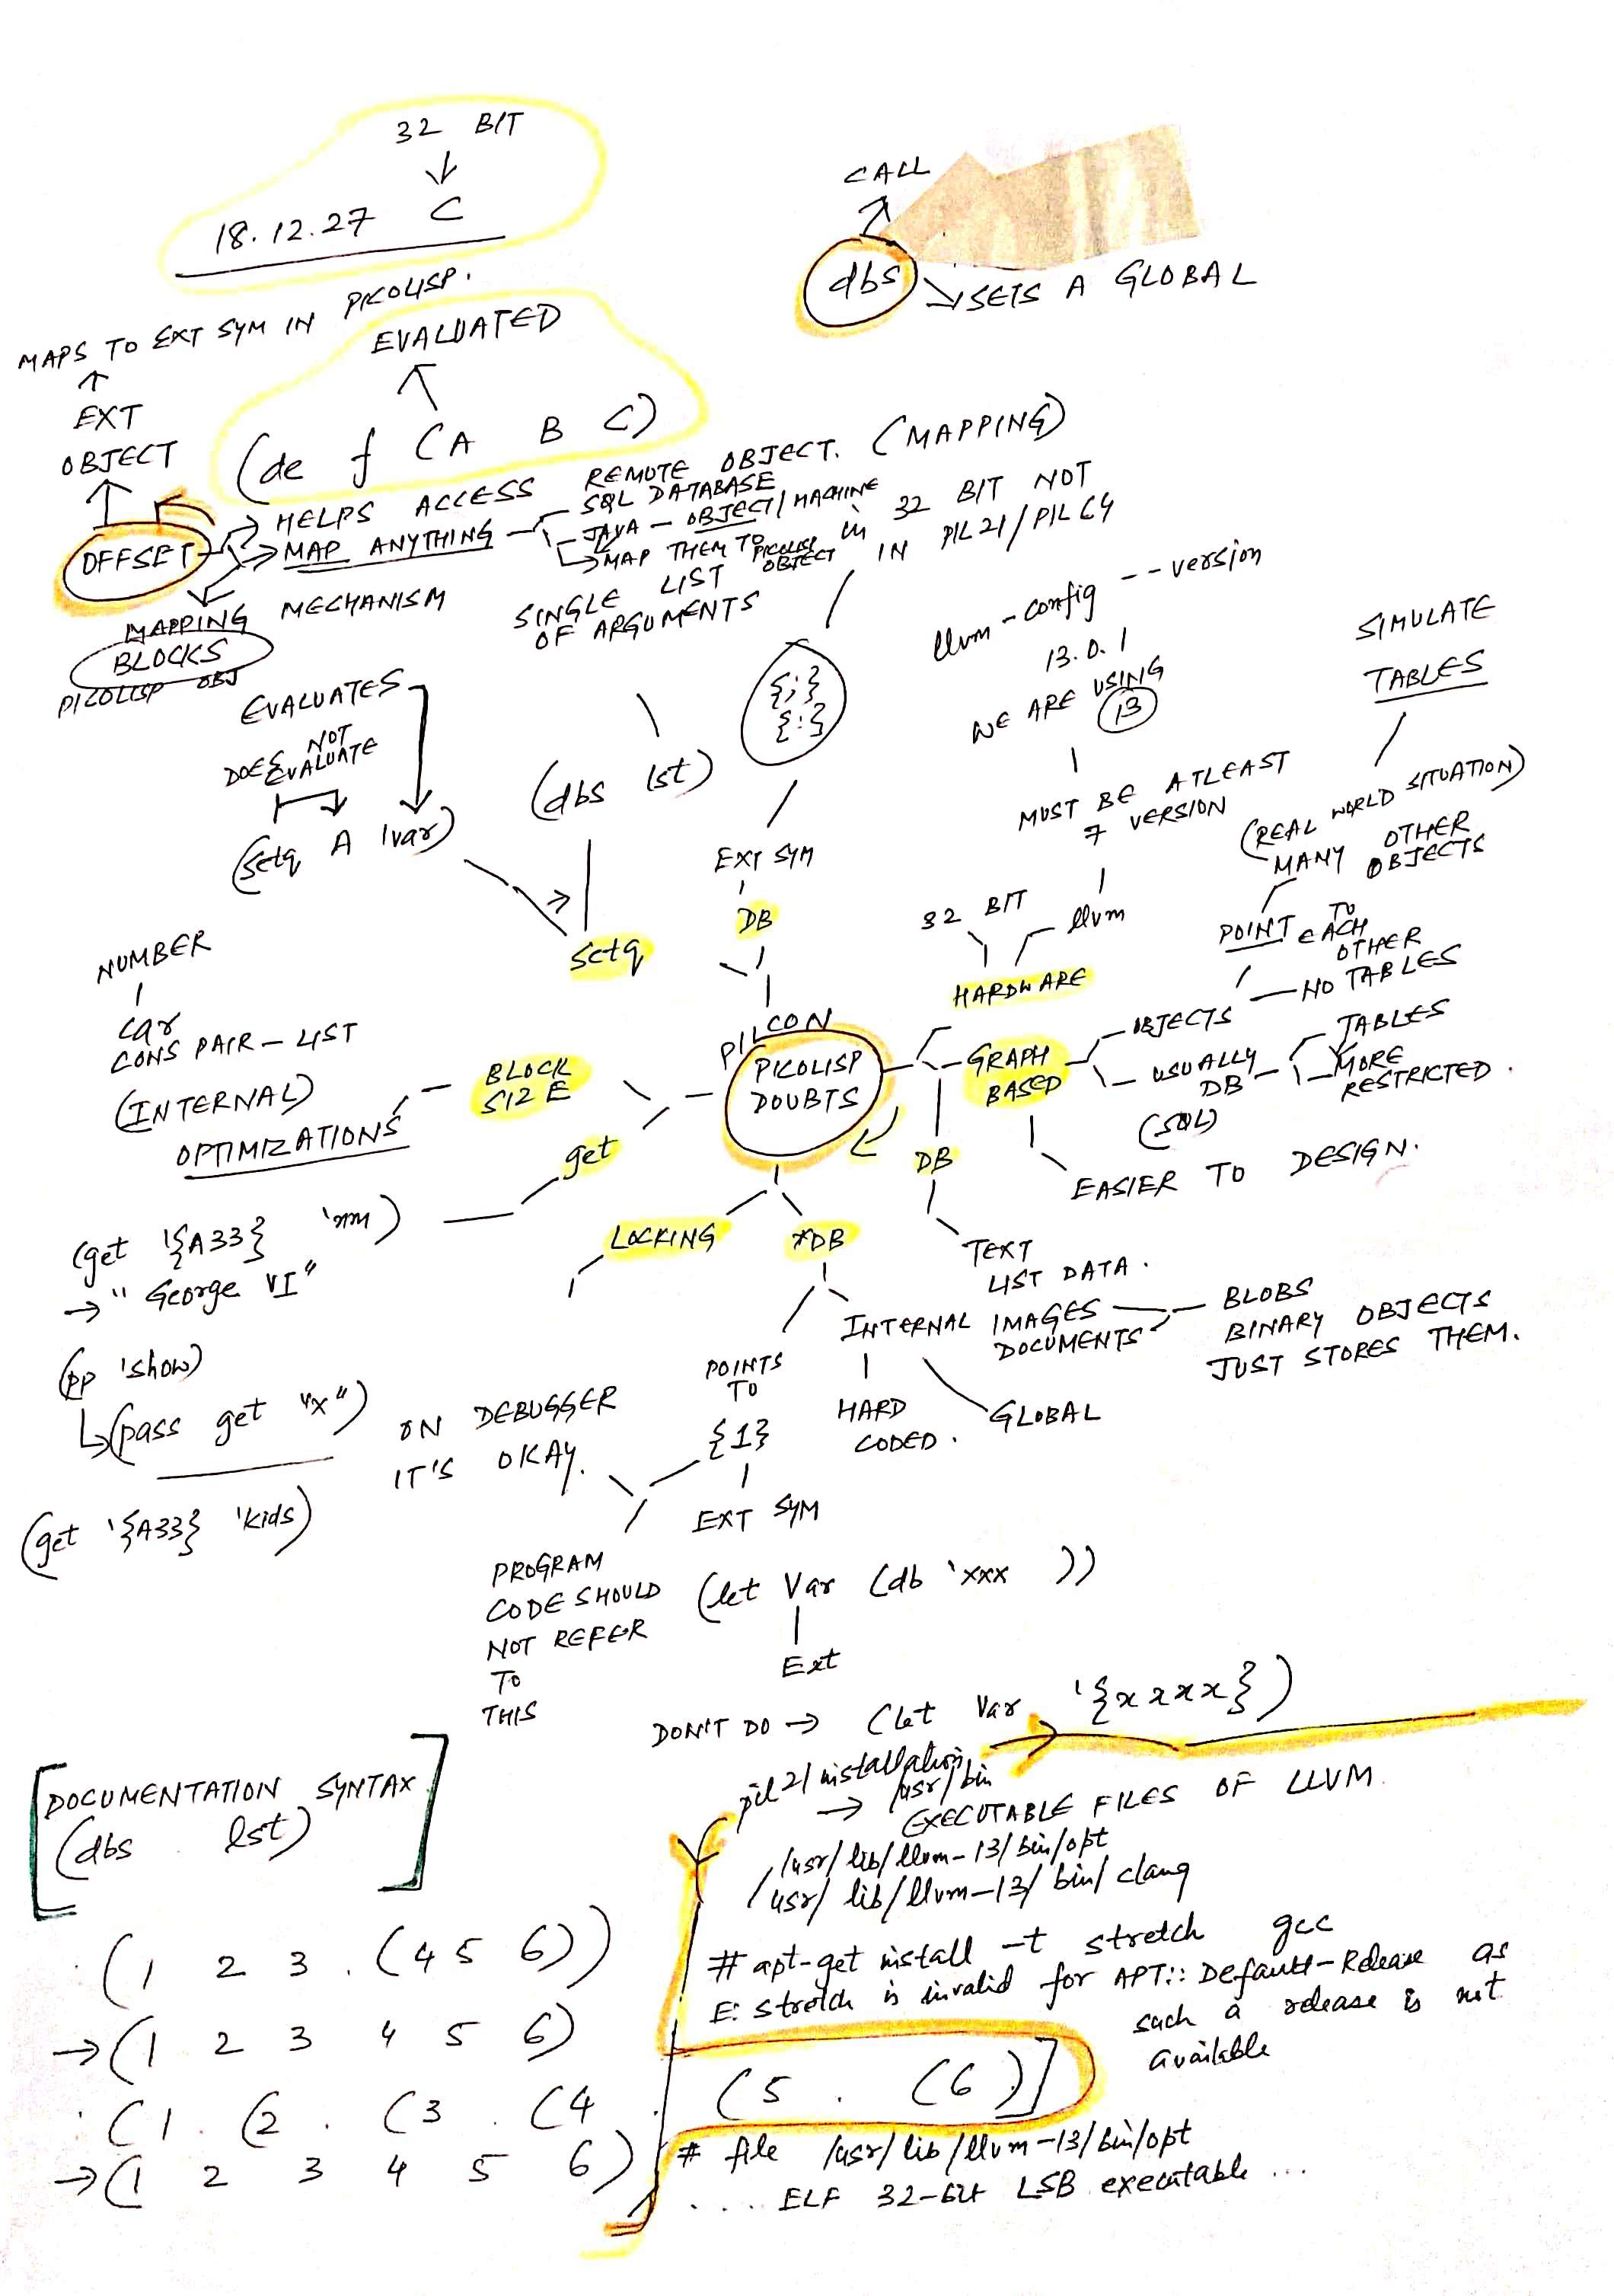 32 BIT
18.12.27 C
MAPS TO EXT SYM IN PICOLISP.
EXT
OBJECT
EVALUATED
(de f (A B C)
CALL
dbs
SETS A GLOBAL
OFFSET
HELPS ACCESS REMOTE OBJECT. (MAPPING)
MAP ANYTHING
SQL DATABASE
JAVA - OBJECT/MACHINE
MAP THEM TO PICOLISP
OBJECT
MAPPING MECHANISM
BLOCKS
PICOLISP OBJ
SINGLE LIST
OF ARGUMENTS
in 32 BIT NOT
IN PIL21/PIL64
{;}
{:}
llvm-config --version
13.0.1
WE ARE USING
13
MUST BE ATLEAST
7 VERSION
SIMULATE
TABLES
EVALUATES
DOES NOT
EVALUATE
(setq A 'var)
(dbs lst)
EXT SYM
DB
setq
32 BIT
llvm
HARDWARE
(REAL WORLD SITUATION)
MANY OTHER
OBJECTS
POINT TO
EACH
OTHER
NO TABLES
NUMBER
car
CONS PAIR - LIST
(INTERNAL)
OPTIMIZATIONS
BLOCK
SIZE
PILCON
PICOLISP
DOUBTS
GRAPH
BASED
OBJECTS
USUALLY
DB
(SQL)
TABLES
MORE
RESTRICTED.
EASIER TO DESIGN.
get
(get '{A33} 'nm)
→ "George VI"
(pp 'show)
(pass get "x")
(get '{A33} 'kids)
LOCKING
*DB
DB
TEXT
LIST DATA.
INTERNAL IMAGES
DOCUMENTS
BLOBS
BINARY OBJECTS
JUST STORES THEM.
POINTS
TO
{1}
EXT SYM
HARD
CODED.
GLOBAL
ON DEBUGGER
IT'S OKAY.
PROGRAM
CODE SHOULD
NOT REFER
TO
THIS
(let Var (db 'xxx ))
Ext
DON'T DO → (let Var '{xxxx})
[DOCUMENTATION SYNTAX
(dbs . lst)]
pil21 installation
→ /usr/bin
EXECUTABLE FILES OF LLVM.
/usr/lib/llvm-13/bin/opt
/usr/lib/llvm-13/bin/clang
# apt-get install -t stretch gcc
E: stretch is invalid for APT::Default-Release as
such a release is not
available
: (1 2 3 . (4 5 6))
→ (1 2 3 4 5 6)
: (1 . (2 . (3 . (4 . (5 . (6)]
→ (1 2 3 4 5 6)
# file /usr/lib/llvm-13/bin/opt
.... ELF 32-bit LSB executable ...